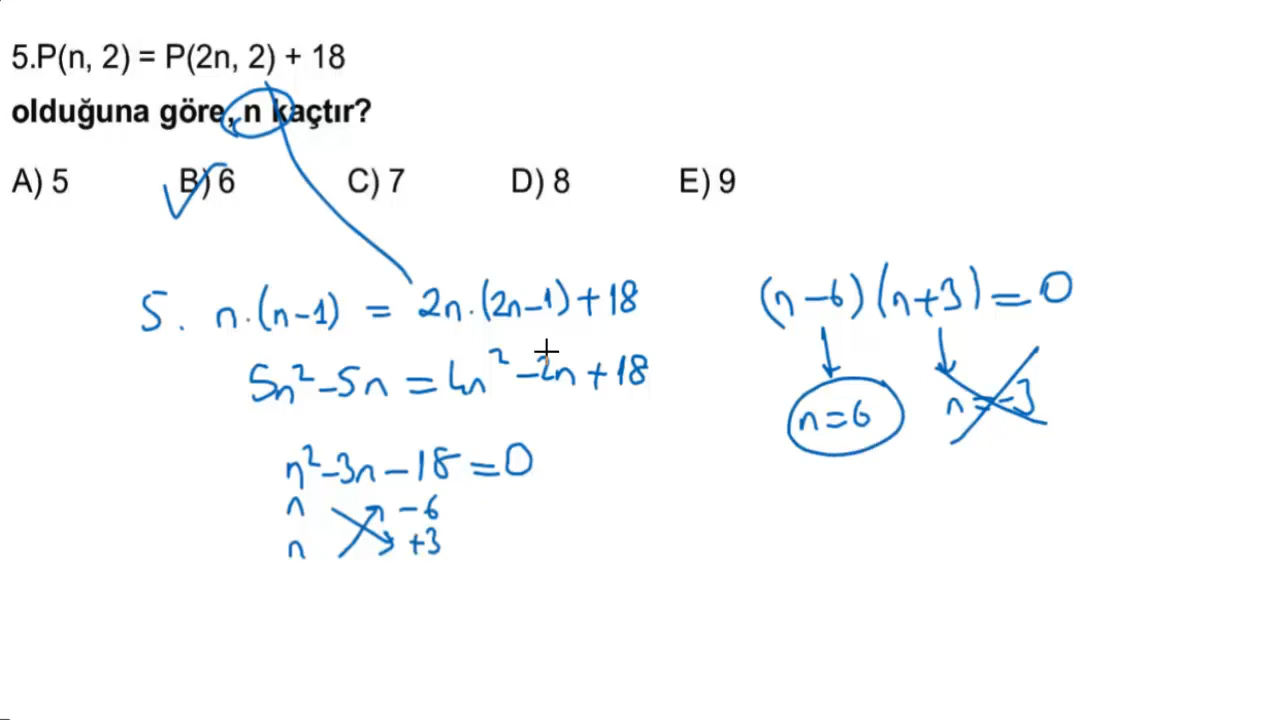 5.P(n, 2) = P(2n, 2) + 18
olduğuna göre, n kaçtır?
A) 5 B) 6 C) 7 D) 8 E) 9
5. n.(n-1) = 2n.(2n-1)+18
5n²-5n = 4n²-2n+18
n²-3n-18=0
n -6
n +3
(n-6)(n+3)=0
n=6 n=-3